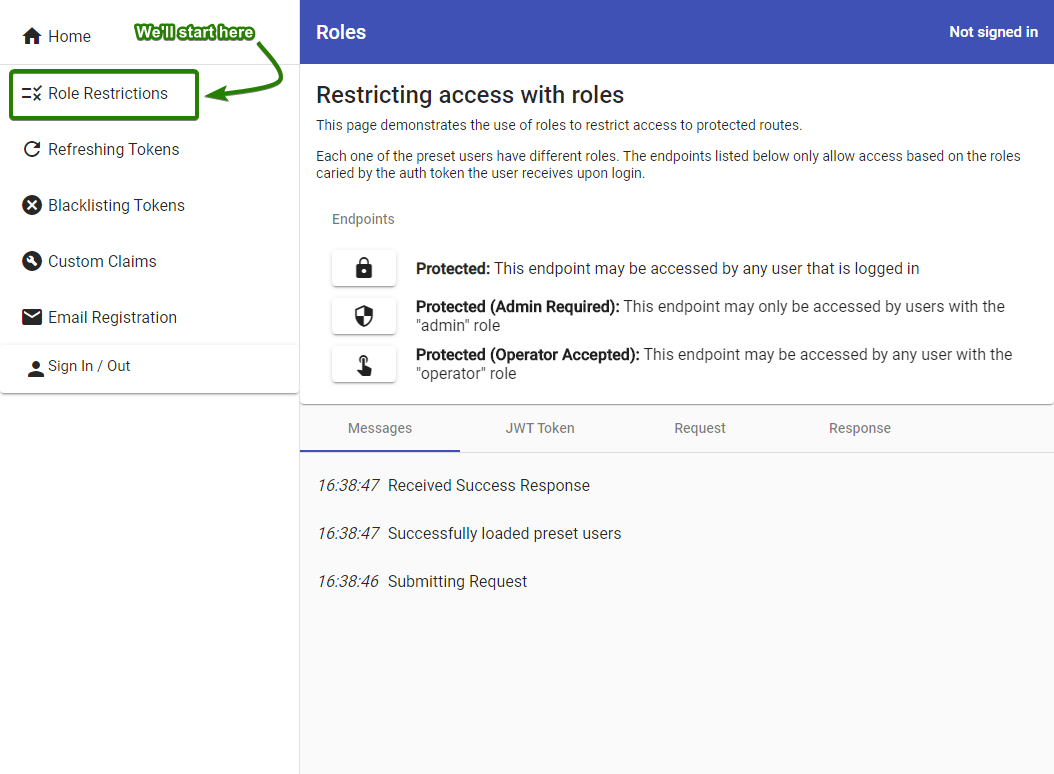 Home
We'll start here
Role Restrictions
Refreshing Tokens
Blacklisting Tokens
Custom Claims
Email Registration
Sign In / Out
Roles
Not signed in
Restricting access with roles
This page demonstrates the use of roles to restrict access to protected routes.
Each one of the preset users have different roles. The endpoints listed below only allow access based on the roles
caried by the auth token the user receives upon login.
Endpoints
Protected: This endpoint may be accessed by any user that is logged in
Protected (Admin Required): This endpoint may only be accessed by users with the
"admin" role
Protected (Operator Accepted): This endpoint may be accessed by any user with the
"operator" role
Messages
JWT Token
Request
Response
16:38:47 Received Success Response
16:38:47 Successfully loaded preset users
16:38:46 Submitting Request